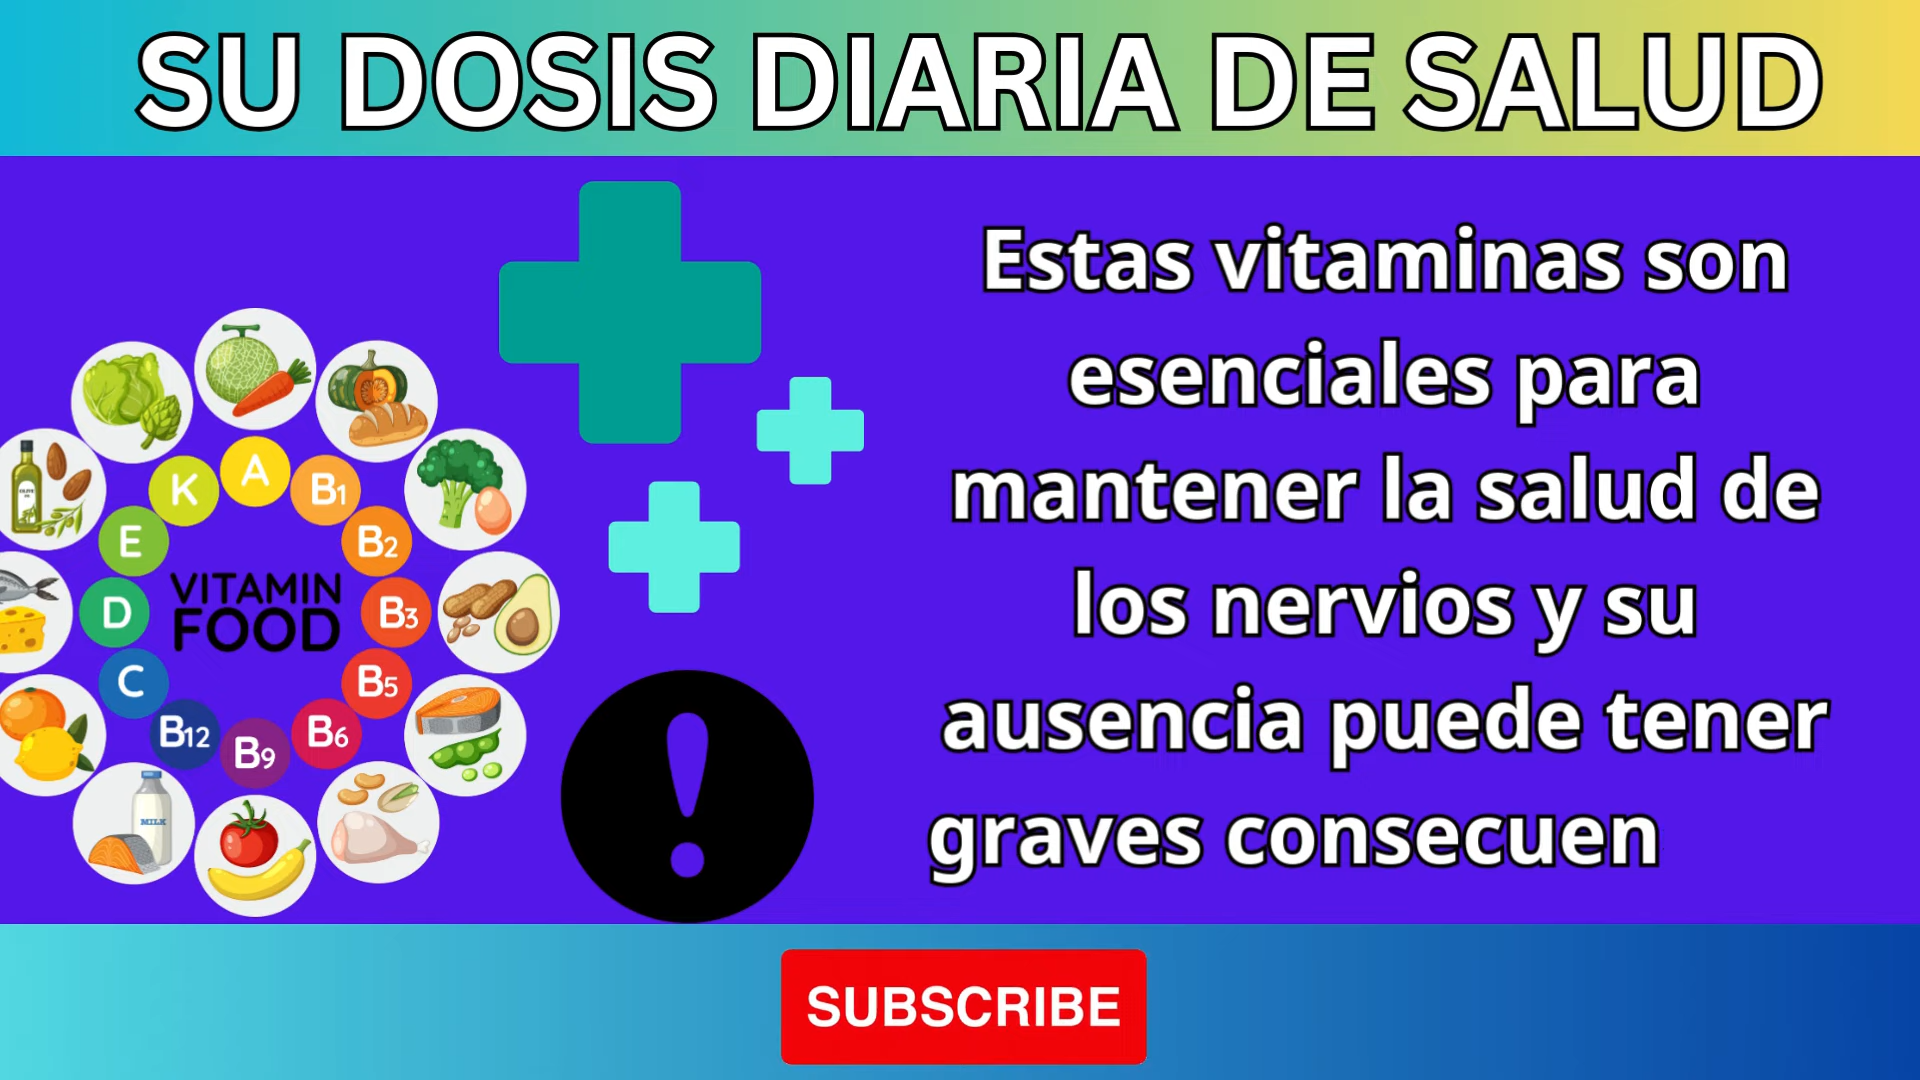 SU DOSIS DIARIA DE SALUD
Estas vitaminas son
esenciales para
mantener la salud de
los nervios y su
ausencia puede tener
graves consecuen
A
B1
B2
B3
B5
B6
B9
B12
C
D
E
K
VITAMIN
FOOD
MILK
!
SUBSCRIBE